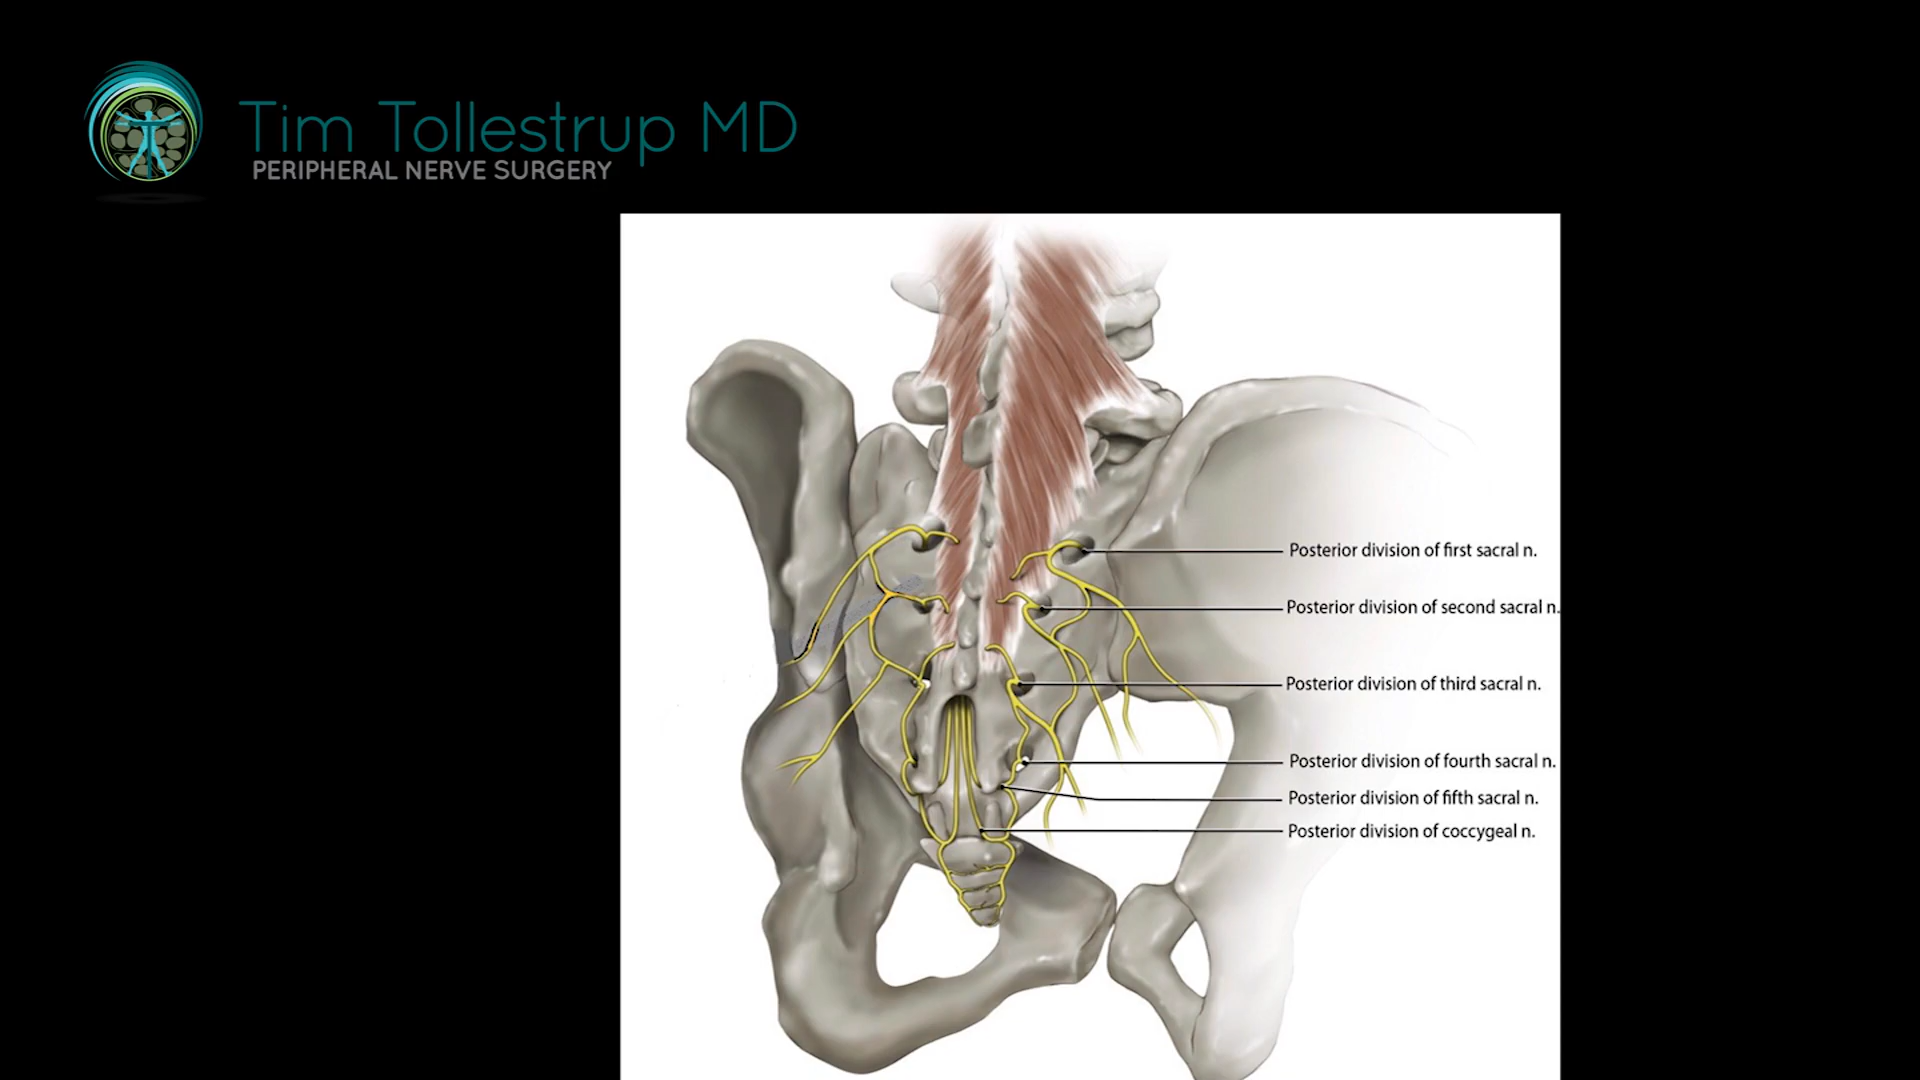 Tim Tollestrup MD
PERIPHERAL NERVE SURGERY
Posterior division of first sacral n.
Posterior division of second sacral n.
Posterior division of third sacral n.
Posterior division of fourth sacral n.
Posterior division of fifth sacral n.
Posterior division of coccygeal n.